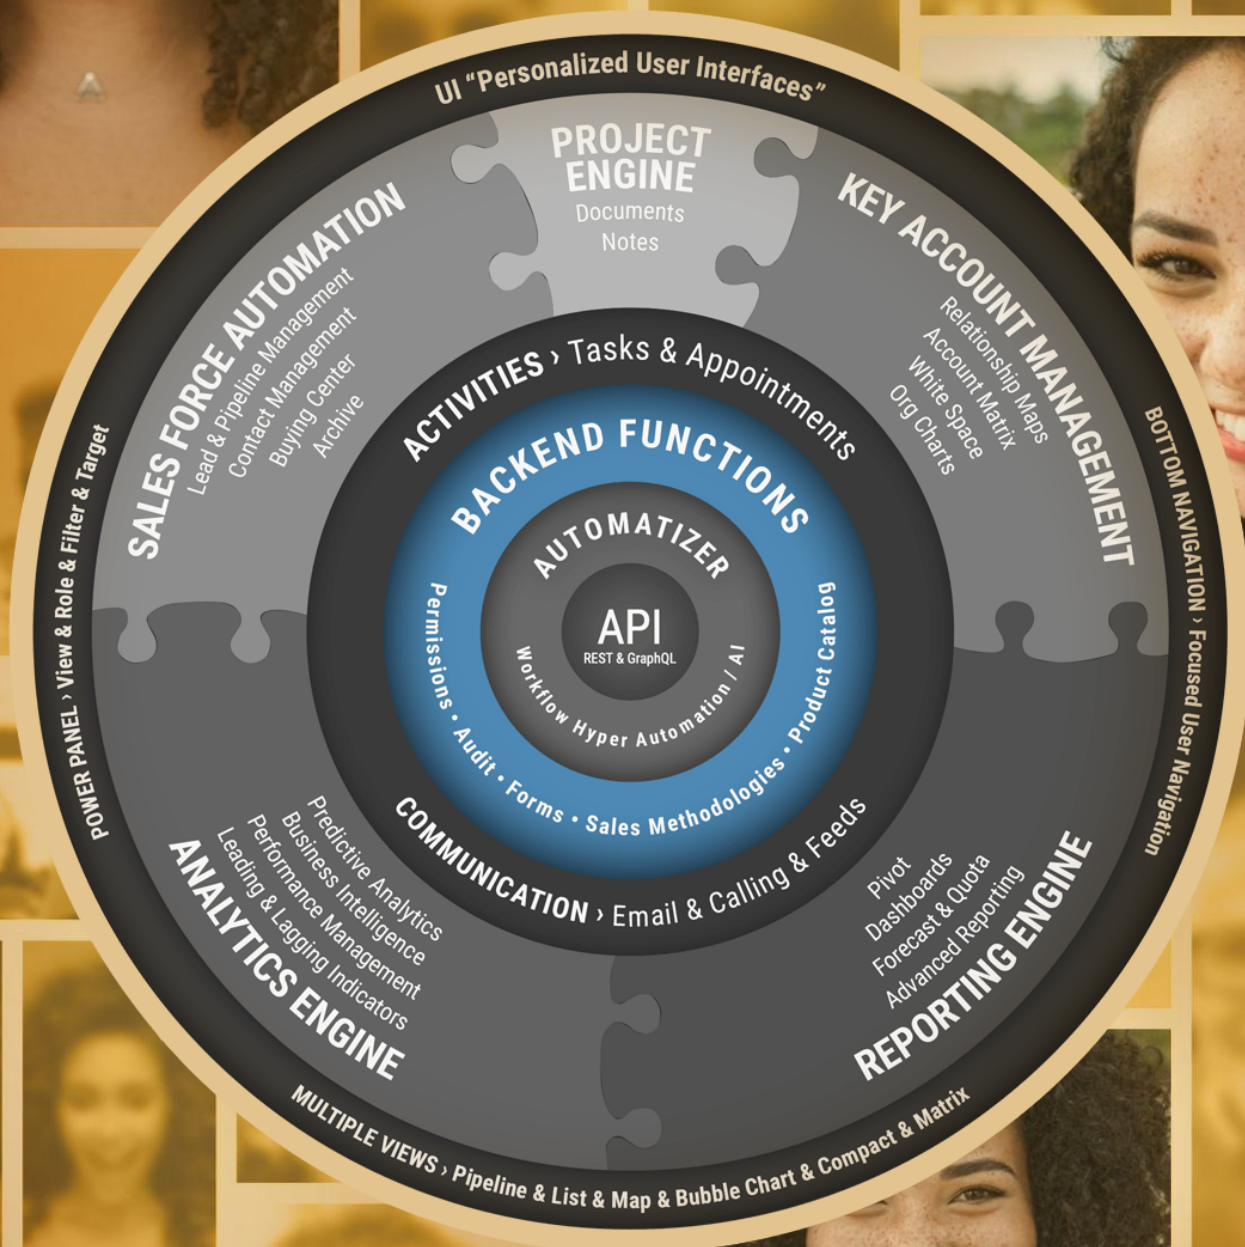 UI “Personalized User Interfaces”
PROJECT
ENGINE
Documents
Notes
SALES FORCE AUTOMATION
Lead & Pipeline Management
Contact Management
Buying Center
Archive
KEY ACCOUNT MANAGEMENT
Relationship Maps
Account Matrix
White Space
Org Charts
POWER PANEL › View & Role & Filter & Target
BOTTOM NAVIGATION › Focused User Navigation
ACTIVITIES › Tasks & Appointments
BACKEND FUNCTIONS
AUTOMATIZER
API
REST & GraphQL
Workflow Hyper Automation / AI
Permissions • Audit • Forms • Sales Methodologies • Product Catalog
COMMUNICATION › Email & Calling & Feeds
Predictive Analytics
Business Intelligence
Performance Management
Leading & Lagging Indicators
ANALYTICS ENGINE
Pivot
Dashboards
Forecast & Quota
Advanced Reporting
REPORTING ENGINE
MULTIPLE VIEWS › Pipeline & List & Map & Bubble Chart & Compact & Matrix